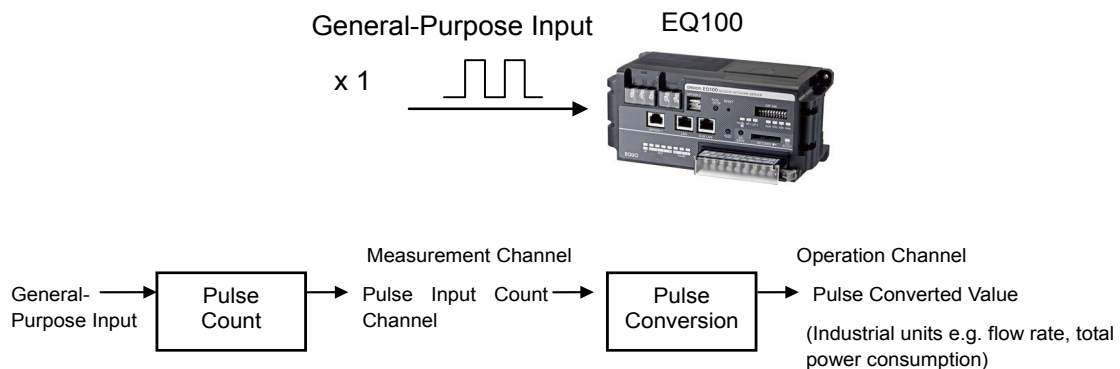 General-Purpose Input
EQ100
x 1
EQUO
Measurement Channel
Operation Channel
General-
Purpose Input
Pulse
Count
Pulse Input Count
Channel
Pulse
Conversion
Pulse Converted Value
(Industrial units e.g. flow rate, total
power consumption)